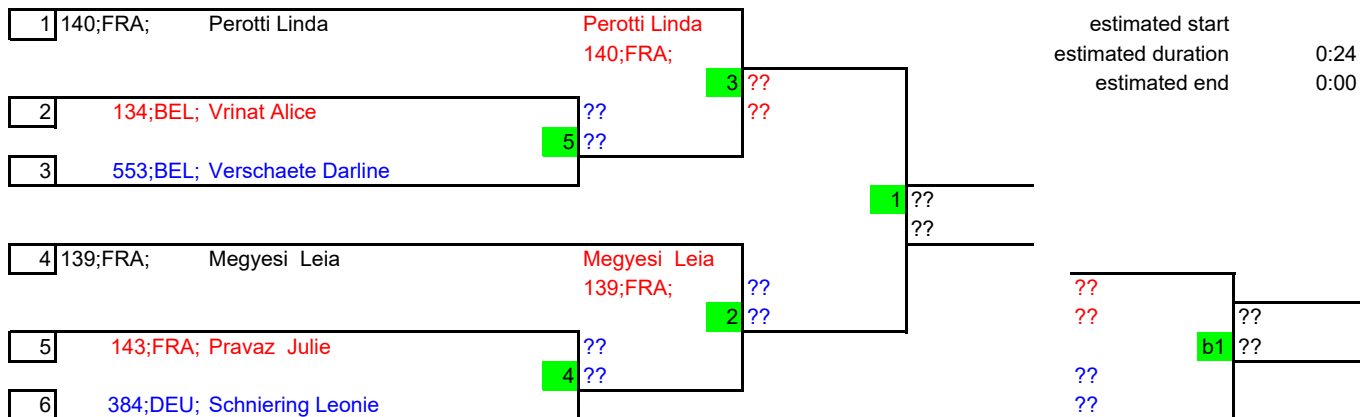 1 140;FRA; Perotti Linda Perotti Linda estimated start
140;FRA; estimated duration 0:24
3 ?? estimated end 0:00
2 134;BEL; Vrinat Alice ?? ??
5 ??
3 553;BEL; Verschaete Darline
1 ??
??
4 139;FRA; Megyesi Leia Megyesi Leia
139;FRA; ?? ??
2 ?? ?? ??
5 143;FRA; Pravaz Julie ?? b1 ??
4 ?? ??
6 384;DEU; Schniering Leonie ??